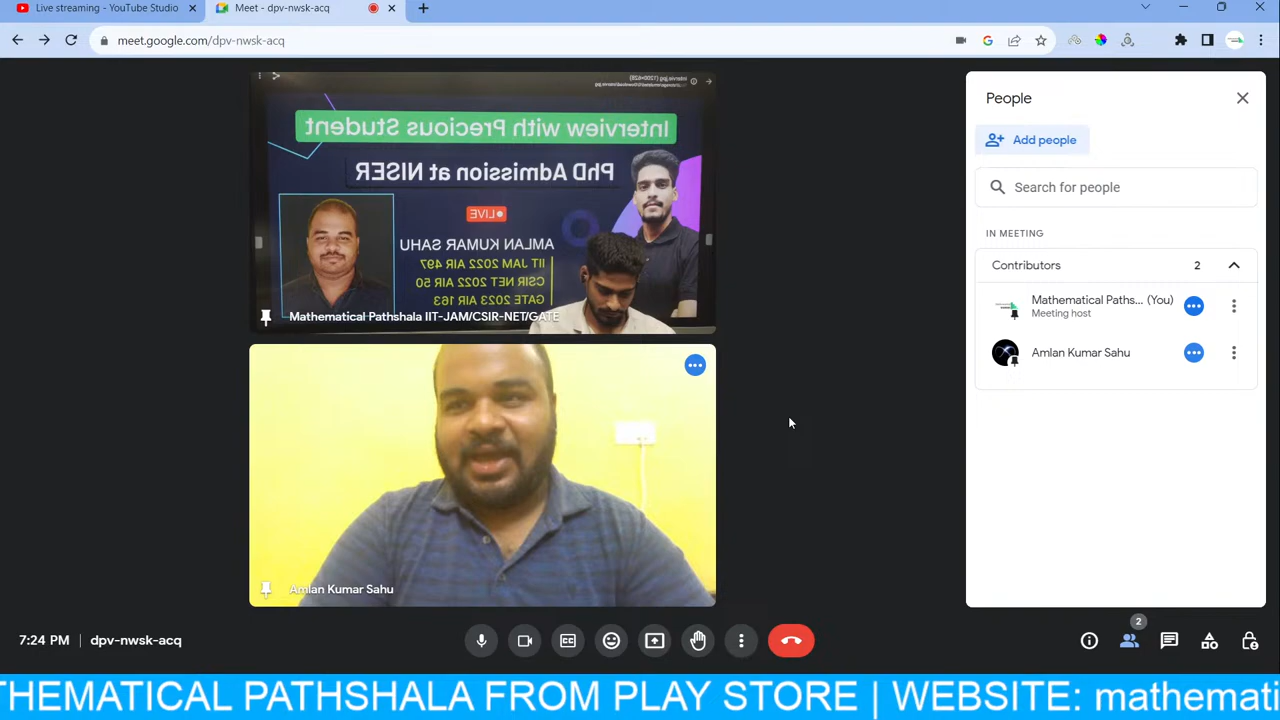 Live streaming - YouTube Studio
Meet - dpv-nwsk-acq
meet.google.com/dpv-nwsk-acq
Interview with Precious Student
PhD Admission at NISER
LIVE
AMLAN KUMAR SAHU
IIT JAM 2022 AIR 497
CSIR NET 2022 AIR 50
GATE 2023 AIR 163
Mathematical Pathshala IIT-JAM/CSIR-NET/GATE
Amlan Kumar Sahu
People
Add people
Search for people
IN MEETING
Contributors 2
Mathematical Paths... (You)
Meeting host
Amlan Kumar Sahu
7:24 PM | dpv-nwsk-acq
2
THEMATICAL PATHSHALA FROM PLAY STORE | WEBSITE: mathemati